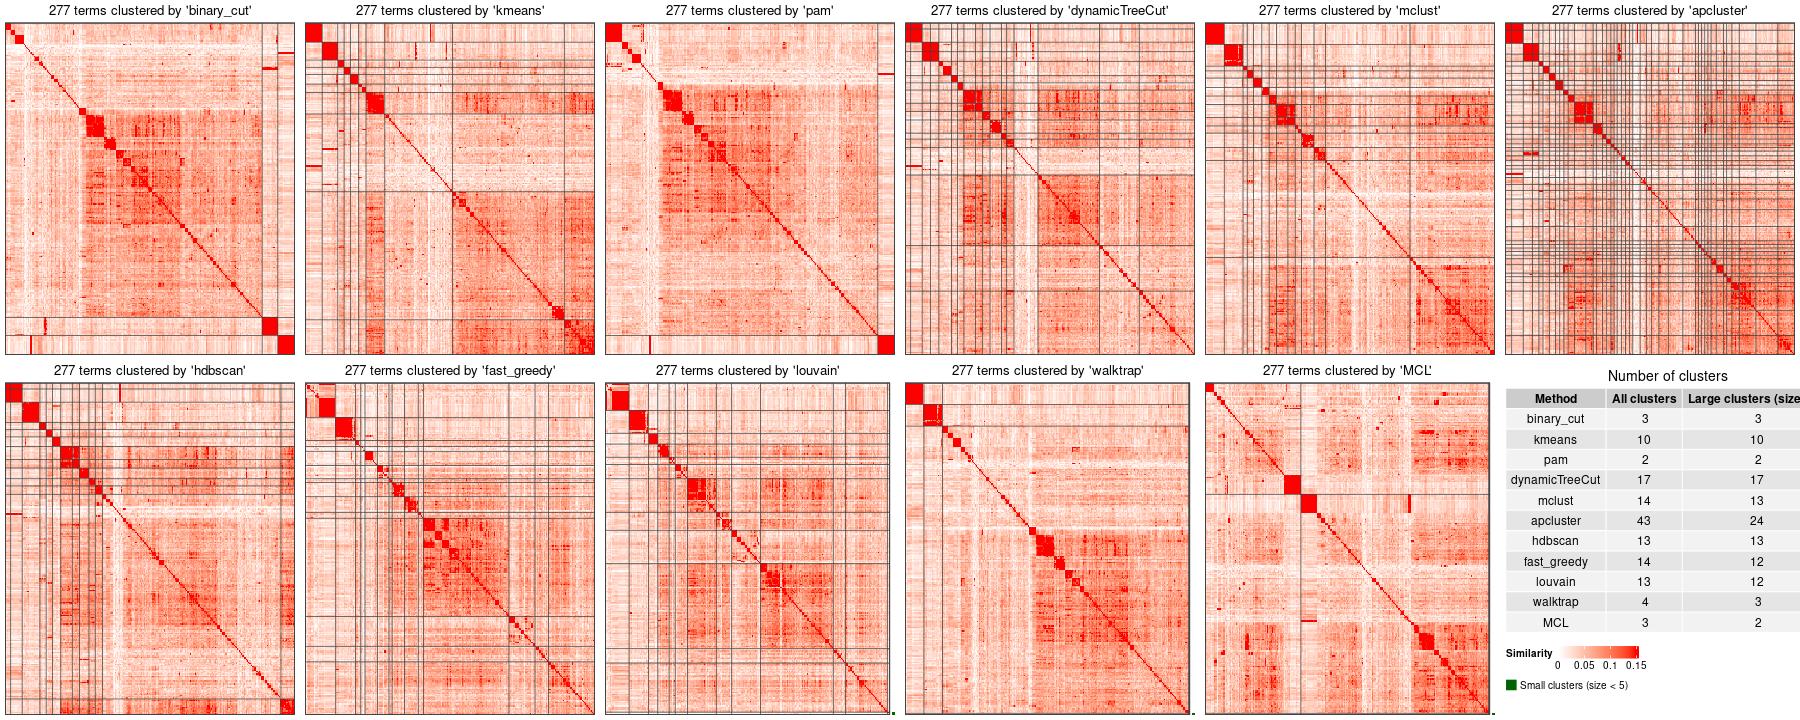 277 terms clustered by 'binary_cut'
277 terms clustered by 'kmeans'
277 terms clustered by 'pam'
277 terms clustered by 'dynamicTreeCut'
277 terms clustered by 'mclust'
277 terms clustered by 'apcluster'
277 terms clustered by 'hdbscan'
277 terms clustered by 'fast_greedy'
277 terms clustered by 'louvain'
277 terms clustered by 'walktrap'
277 terms clustered by 'MCL'
Number of clusters
Method All clusters Large clusters (size
binary_cut 3 3
kmeans 10 10
pam 2 2
dynamicTreeCut 17 17
mclust 14 13
apcluster 43 24
hdbscan 13 13
fast_greedy 14 12
louvain 13 12
walktrap 4 3
MCL 3 2
Similarity
0 0.05 0.1 0.15
Small clusters (size < 5)